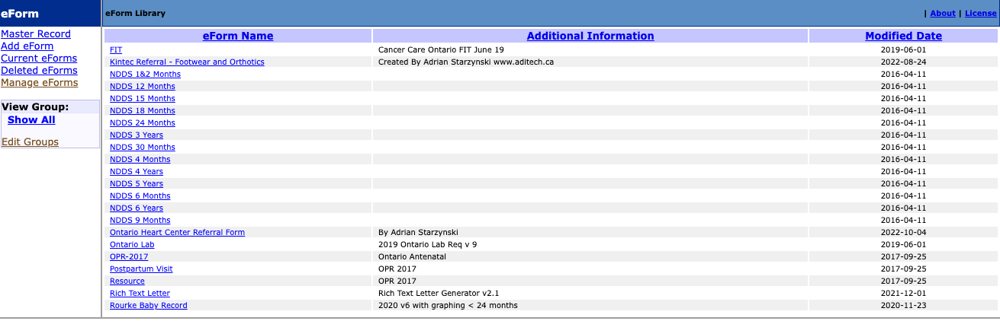 eForm
eForm Library
| About | License
Master Record
Add eForm
Current eForms
Deleted eForms
Manage eForms
View Group:
Show All
Edit Groups
eForm Name Additional Information Modified Date
FIT Cancer Care Ontario FIT June 19 2019-06-01
Kintec Referral - Footwear and Orthotics Created By Adrian Starzynski www.aditech.ca 2022-08-24
NDDS 1&2 Months 2016-04-11
NDDS 12 Months 2016-04-11
NDDS 15 Months 2016-04-11
NDDS 18 Months 2016-04-11
NDDS 24 Months 2016-04-11
NDDS 3 Years 2016-04-11
NDDS 30 Months 2016-04-11
NDDS 4 Months 2016-04-11
NDDS 4 Years 2016-04-11
NDDS 5 Years 2016-04-11
NDDS 6 Months 2016-04-11
NDDS 6 Years 2016-04-11
NDDS 9 Months 2016-04-11
Ontario Heart Center Referral Form By Adrian Starzynski 2022-10-04
Ontario Lab 2019 Ontario Lab Req v 9 2019-06-01
OPR-2017 Ontario Antenatal 2017-09-25
Postpartum Visit OPR 2017 2017-09-25
Resource OPR 2017 2017-09-25
Rich Text Letter Rich Text Letter Generator v2.1 2021-12-01
Rourke Baby Record 2020 v6 with graphing < 24 months 2020-11-23